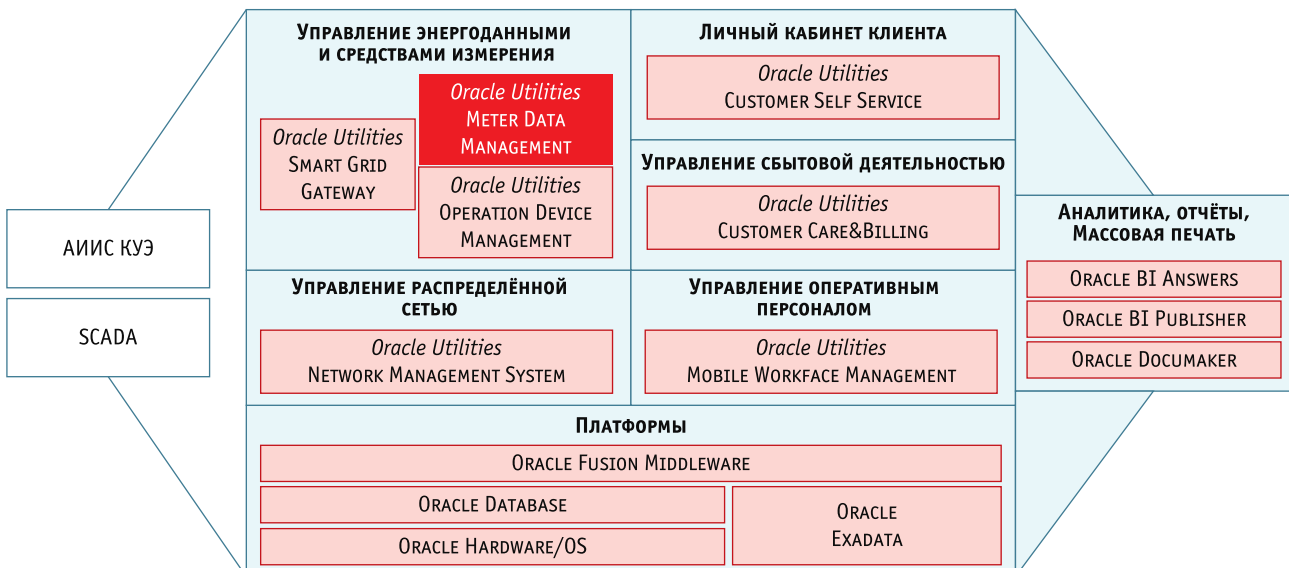 АИИС КУЭ
SCADA
Управление энергоданными
и средствами измерения
Oracle Utilities
Smart Grid
Gateway
Oracle Utilities
Meter Data
Management
Oracle Utilities
Operation Device
Management
Личный кабинет клиента
Oracle Utilities
Customer Self Service
Управление сбытовой деятельностью
Oracle Utilities
Customer Care&Billing
Управление распределённой
сетью
Oracle Utilities
Network Management System
Управление оперативным
персоналом
Oracle Utilities
Mobile Workface Management
Платформы
Oracle Fusion Middleware
Oracle Database
Oracle Hardware/OS
Oracle
Exadata
Аналитика, отчёты,
Массовая печать
Oracle BI Answers
Oracle BI Publisher
Oracle Documaker